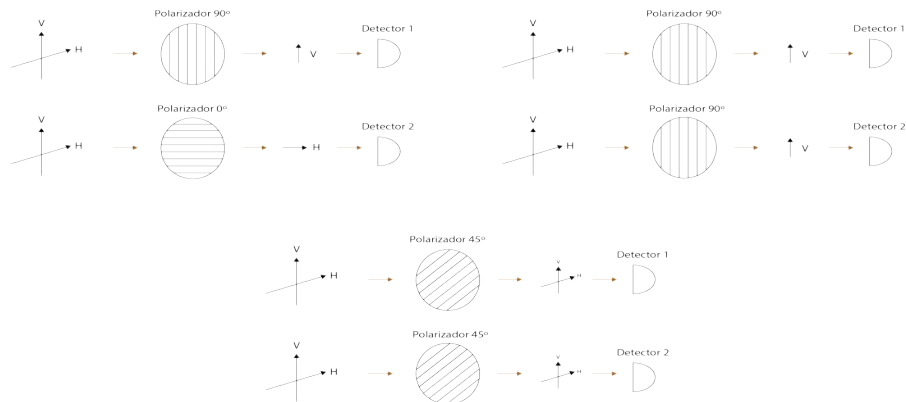 Polarizador 90º
Detector 1
V
H
V
Polarizador 0º
Detector 2
V
H
H
Polarizador 90º
Detector 1
V
H
V
Polarizador 90º
Detector 2
V
H
V
Polarizador 45º
Detector 1
V
H
V
H
Polarizador 45º
Detector 2
V
H
V
H